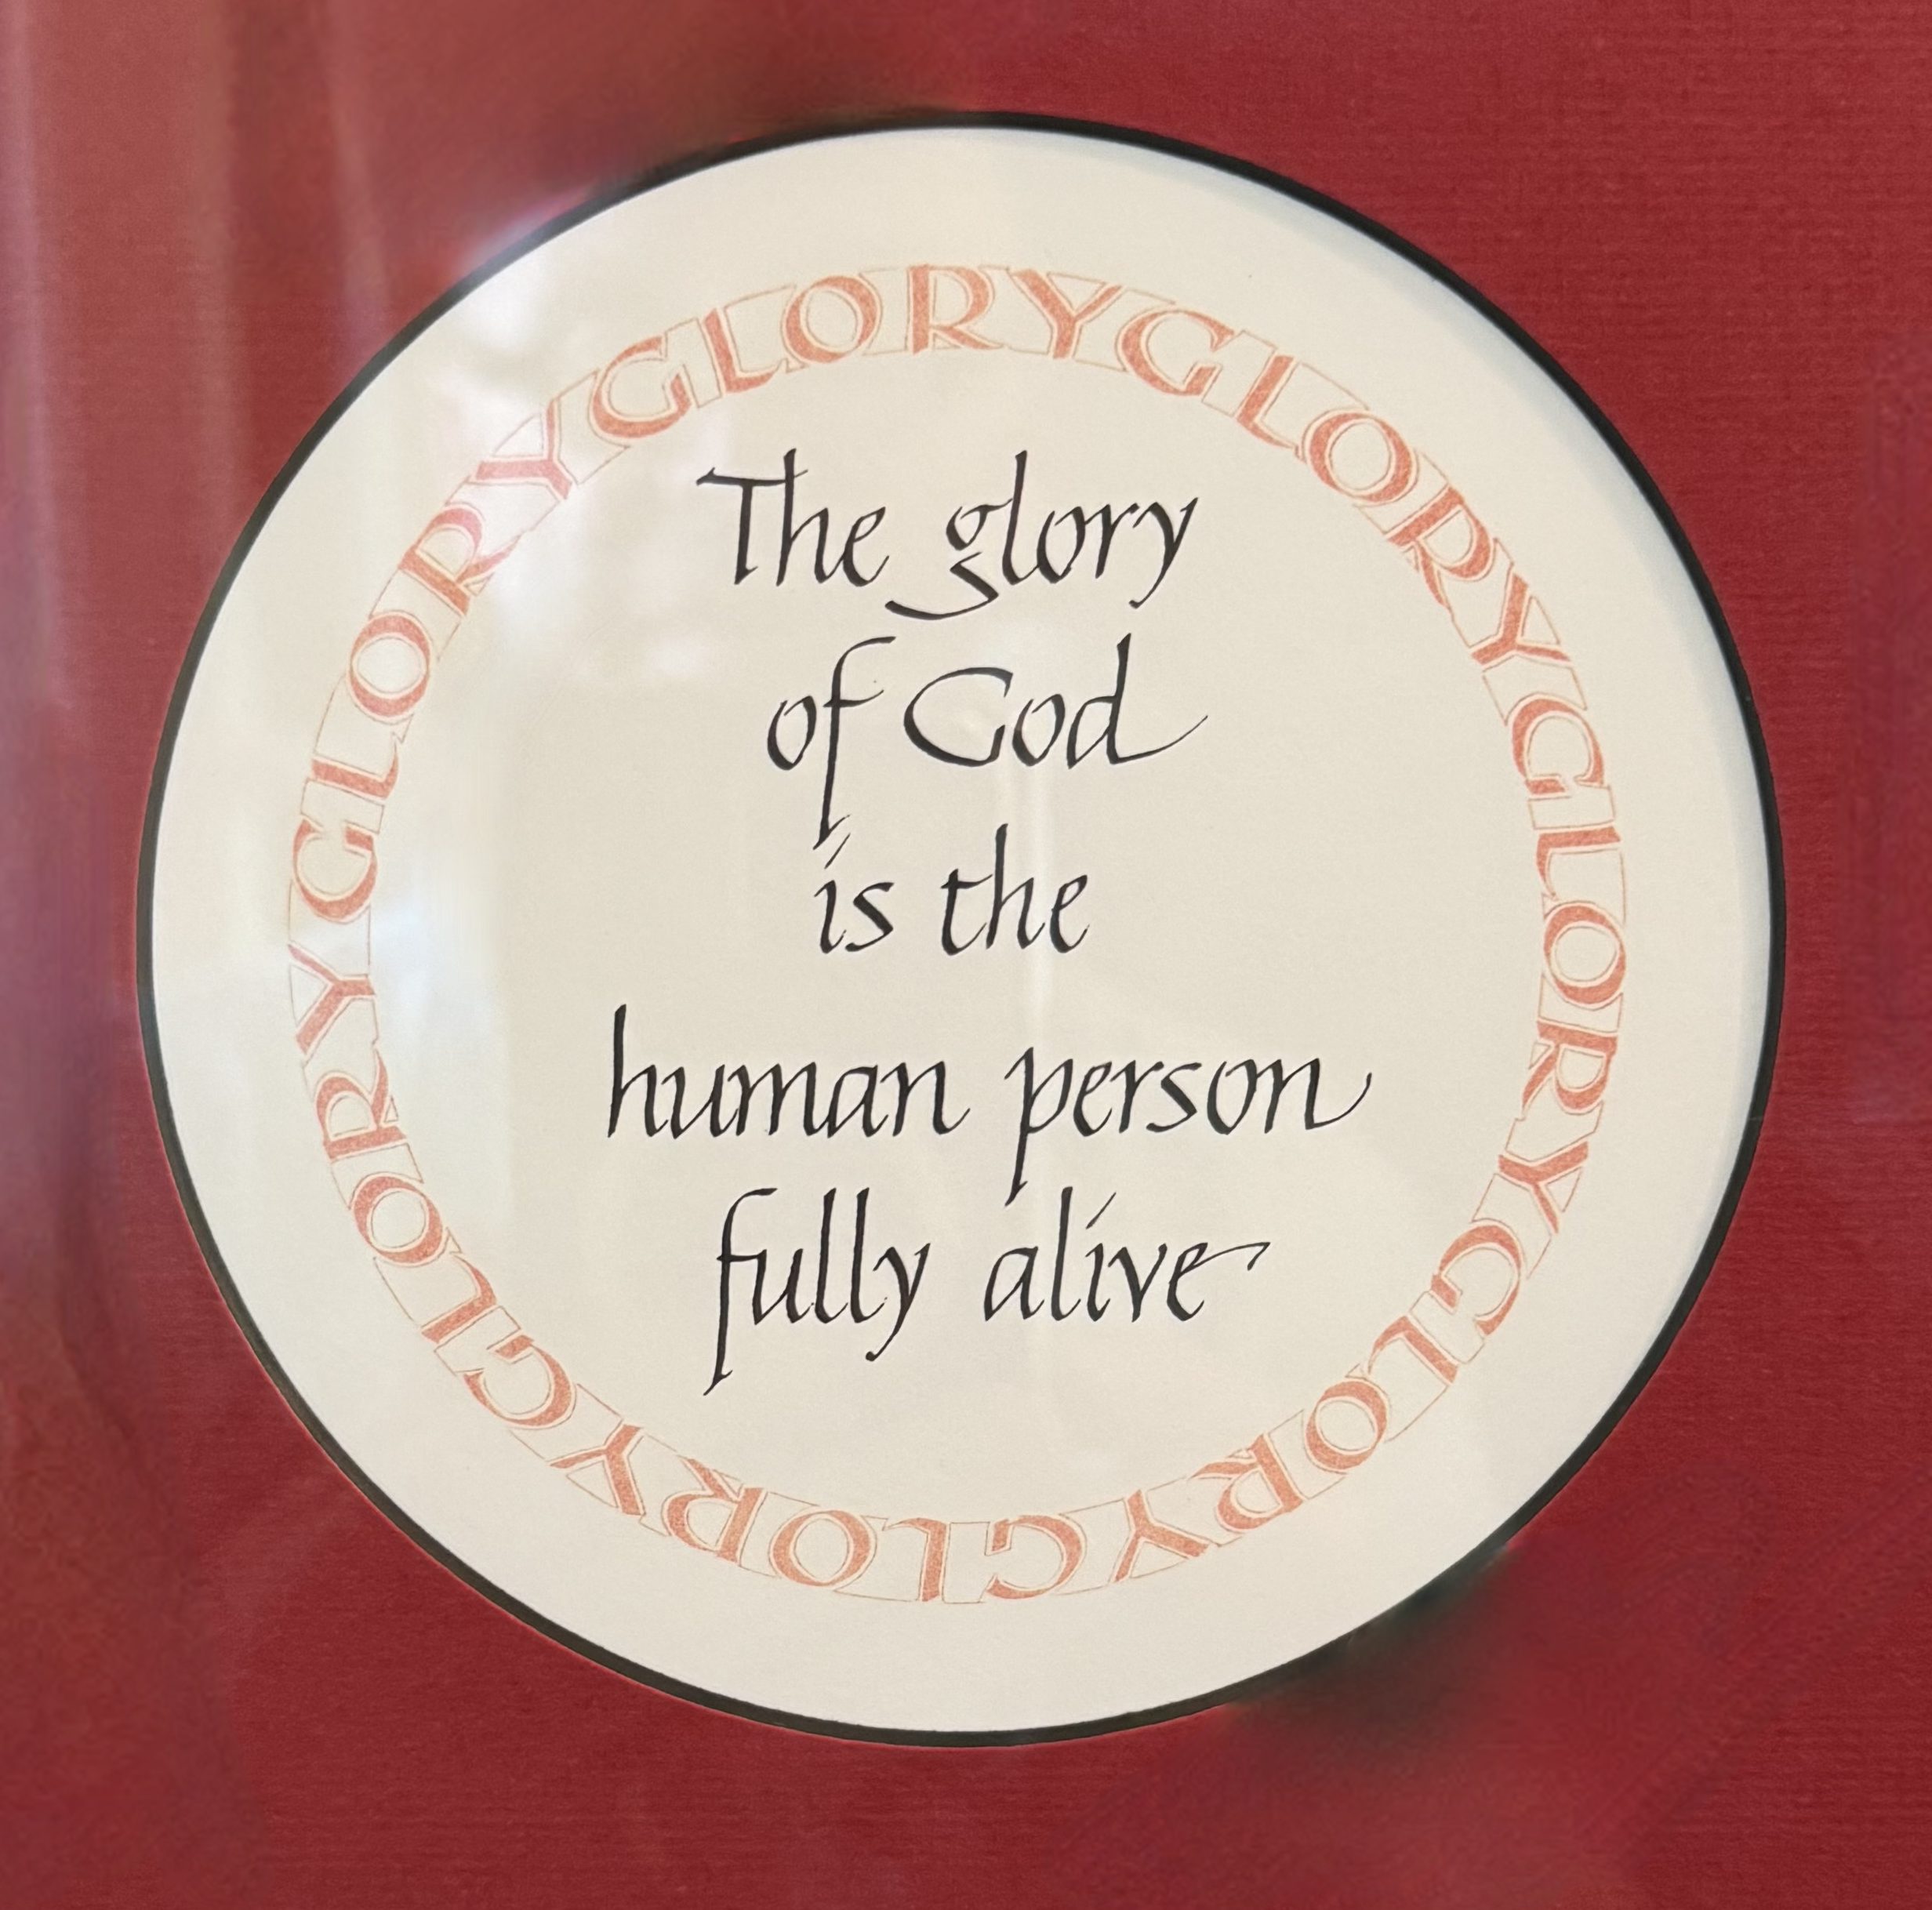 GLORYGLORYGLORYGLORYGLORYGLORYGLORY
The glory
of God
is the
human person
fully alive